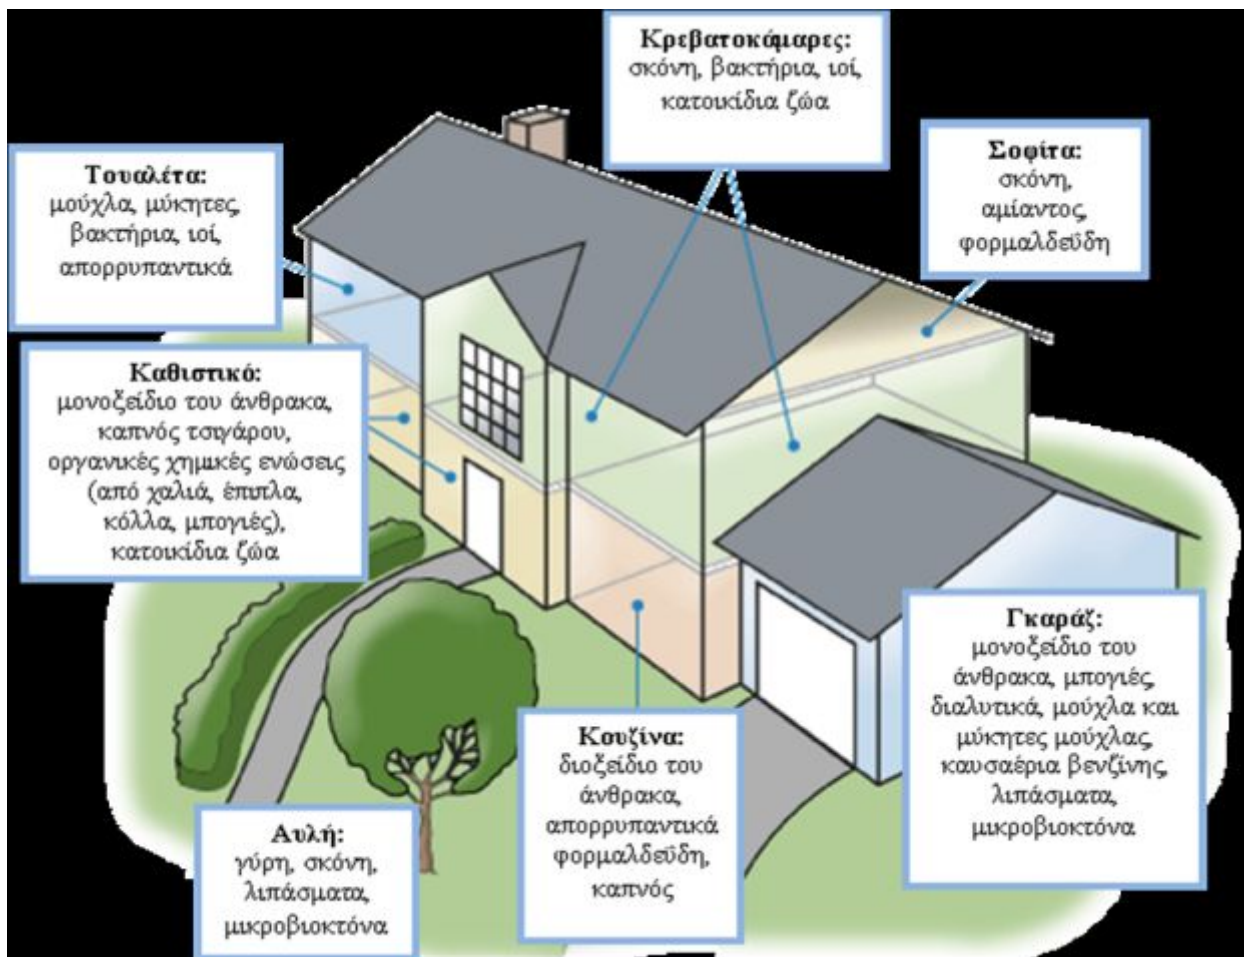 Κρεβατοκάμαρες:
σκόνη, βακτήρια, ιοί,
κατοικίδια ζώα
Σοφίτα:
σκόνη,
αμίαντος,
φορμαλδεΰδη
Τουαλέτα:
μούχλα, μύκητες,
βακτήρια, ιοί,
απορρυπαντικά
Καθιστικό:
μονοξείδιο του άνθρακα,
καπνός τσιγάρου,
οργανικές χημικές ενώσεις
(από χαλιά, έπιπλα,
κόλλα, μπογιές),
κατοικίδια ζώα
Γκαράζ:
μονοξείδιο του
άνθρακα, μπογιές,
διαλυτικά, μούχλα και
μύκητες μούχλας,
καυσαέρια βενζίνης,
λιπάσματα,
μικροβιοκτόνα
Κουζίνα:
διοξείδιο του
άνθρακα,
απορρυπαντικά
φορμαλδεΰδη,
καπνός
Αυλή:
γύρη, σκόνη,
λιπάσματα,
μικροβιοκτόνα